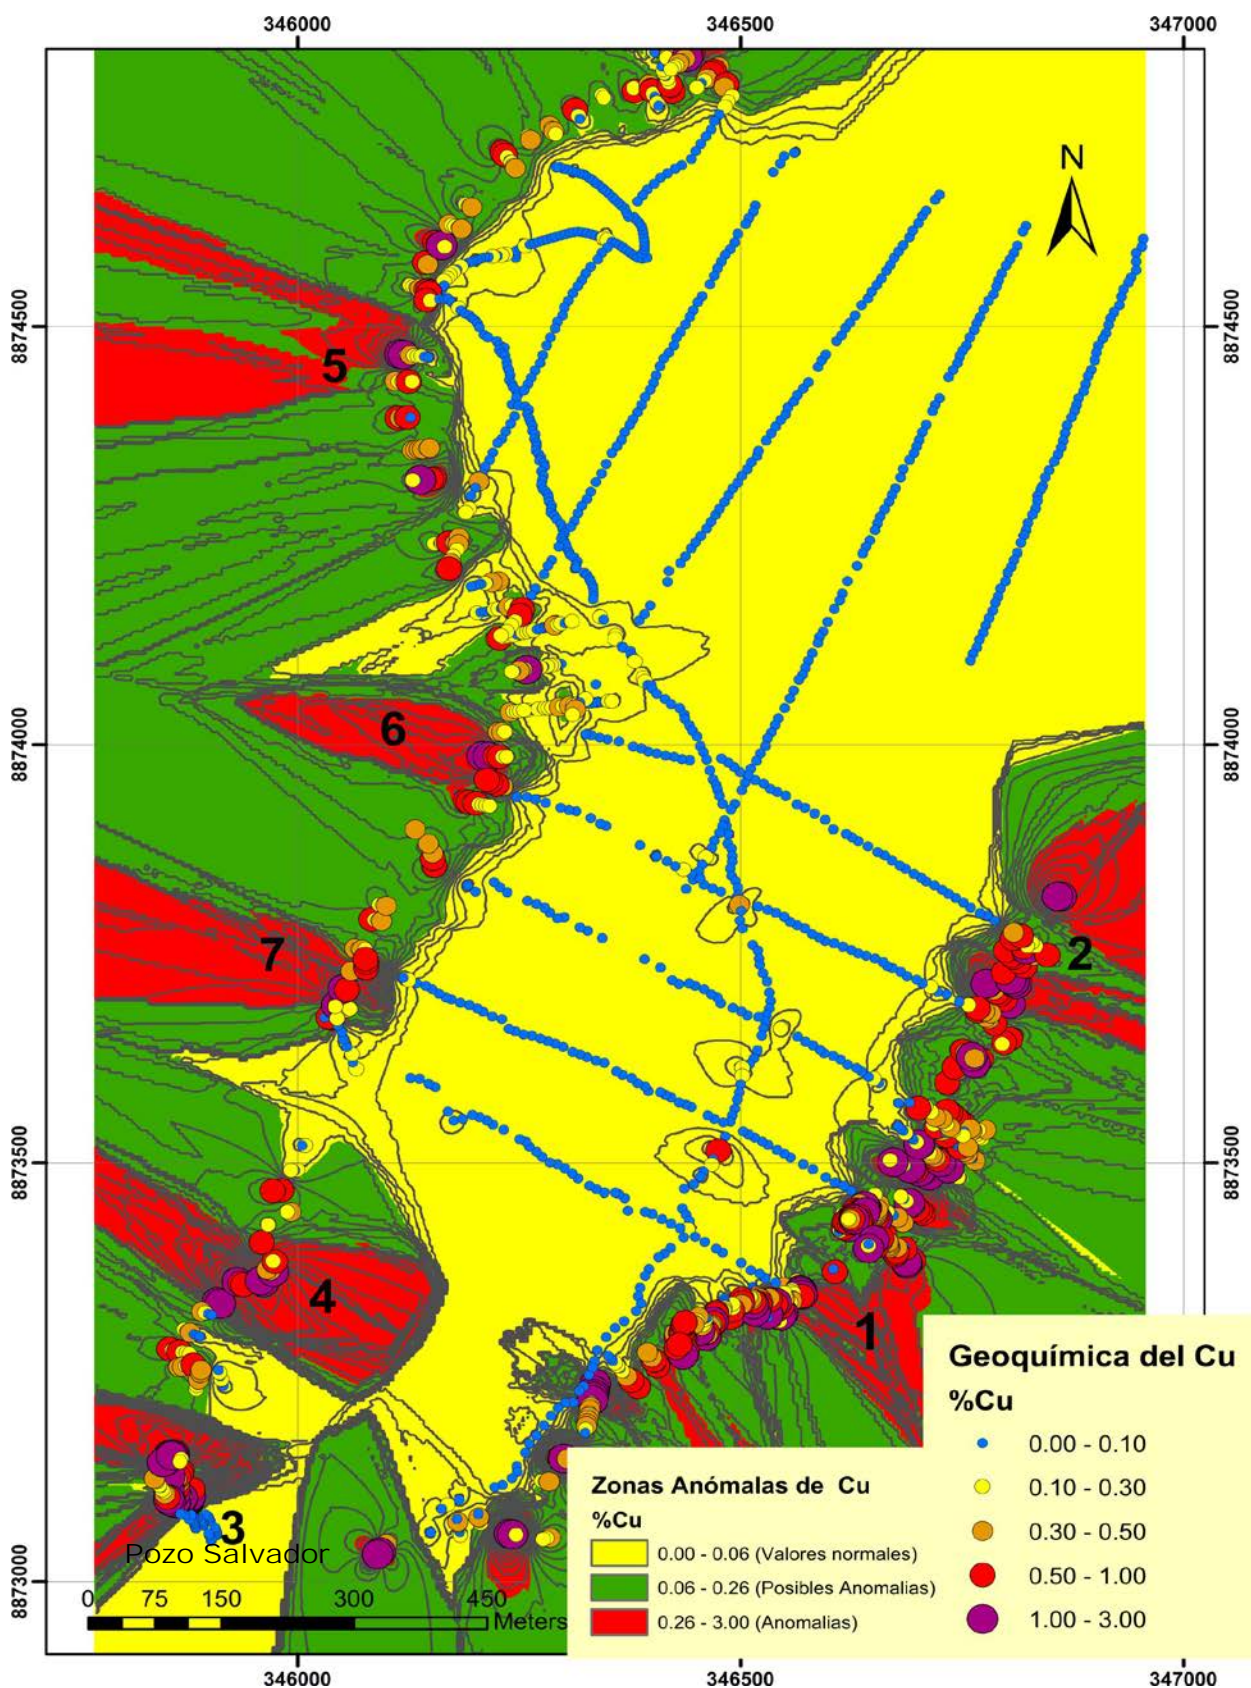 346000
346500
347000
N
8874500
8874500
5
6
8874000
8874000
7
2
8873500
8873500
4
1
3
Pozo Salvador
8873000
0 75 150 300 450
Meters
Zonas Anómalas de Cu
%Cu
0.00 - 0.06 (Valores normales)
0.06 - 0.26 (Posibles Anomalias)
0.26 - 3.00 (Anomalias)
Geoquímica del Cu
%Cu
0.00 - 0.10
0.10 - 0.30
0.30 - 0.50
0.50 - 1.00
1.00 - 3.00
346000
346500
347000